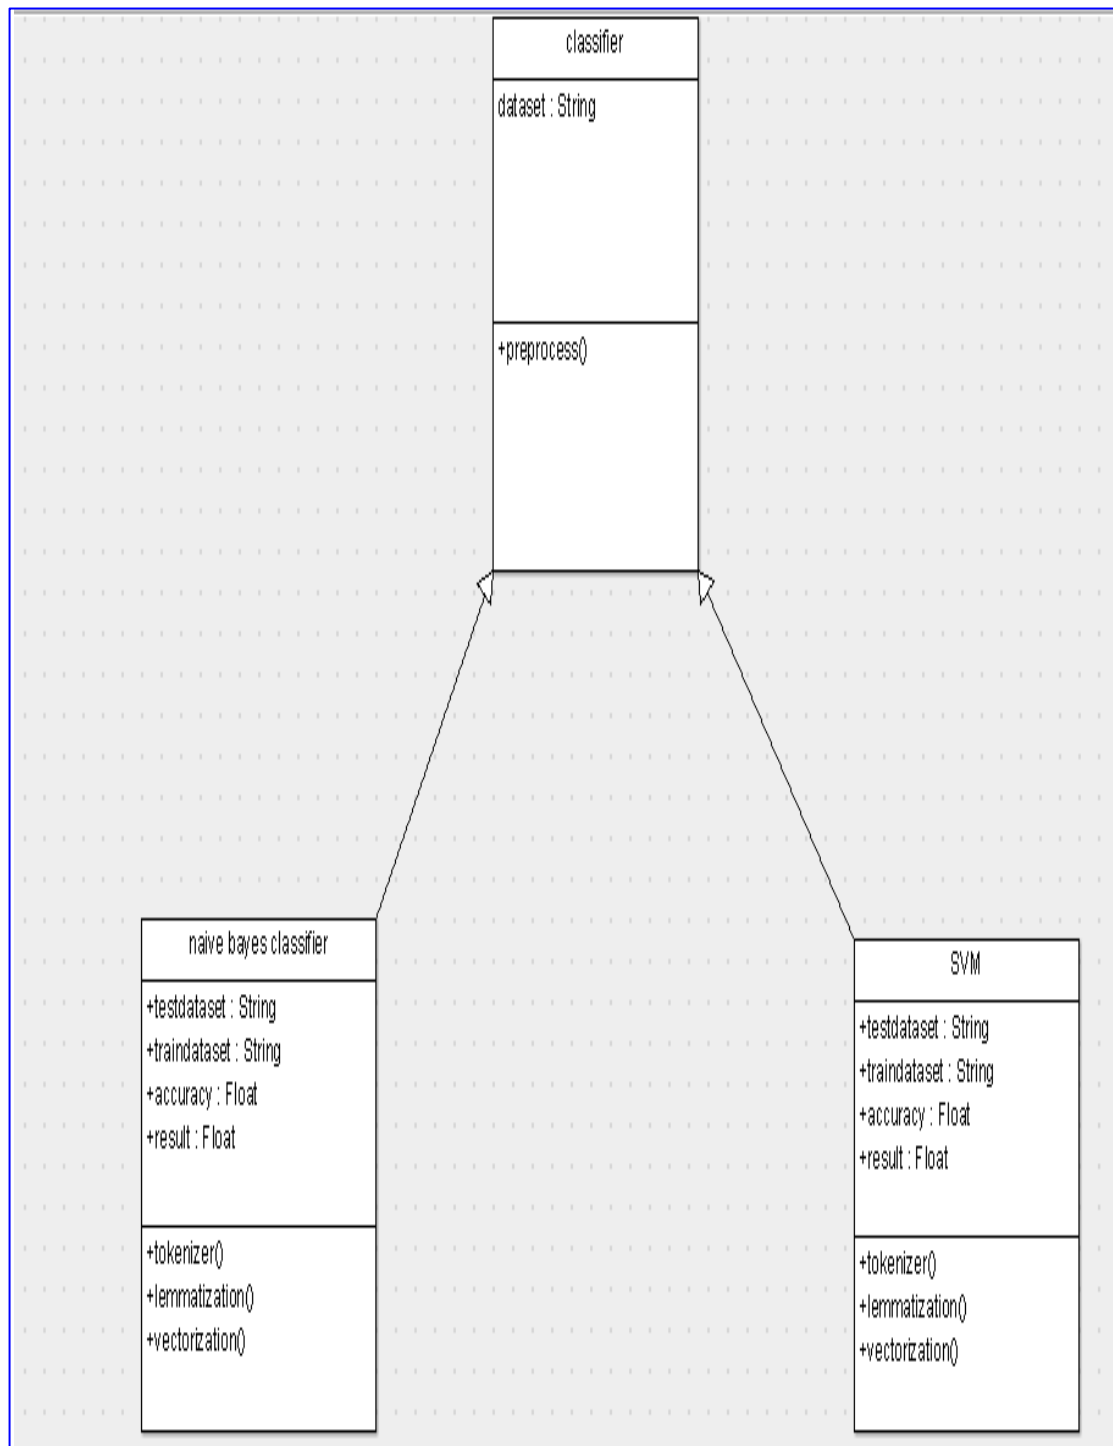 classifier
dataset : String
+preprocess()
naive bayes classifier
+testdataset : String
+traindataset : String
+accuracy : Float
+result : Float
+tokenizer()
+lemmatization()
+vectorization()
SVM
+testdataset : String
+traindataset : String
+accuracy : Float
+result : Float
+tokenizer()
+lemmatization()
+vectorization()